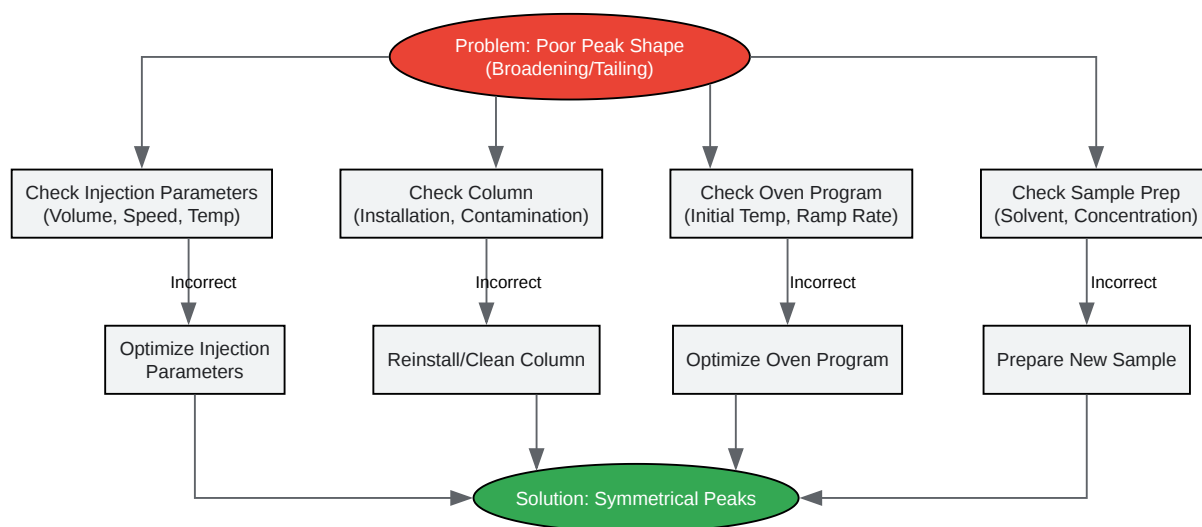 Problem: Poor Peak Shape
(Broadening/Tailing)
Check Injection Parameters
(Volume, Speed, Temp)
Check Column
(Installation, Contamination)
Check Oven Program
(Initial Temp, Ramp Rate)
Check Sample Prep
(Solvent, Concentration)
Incorrect
Incorrect
Incorrect
Incorrect
Optimize Injection
Parameters
Reinstall/Clean Column
Optimize Oven Program
Prepare New Sample
Solution: Symmetrical Peaks